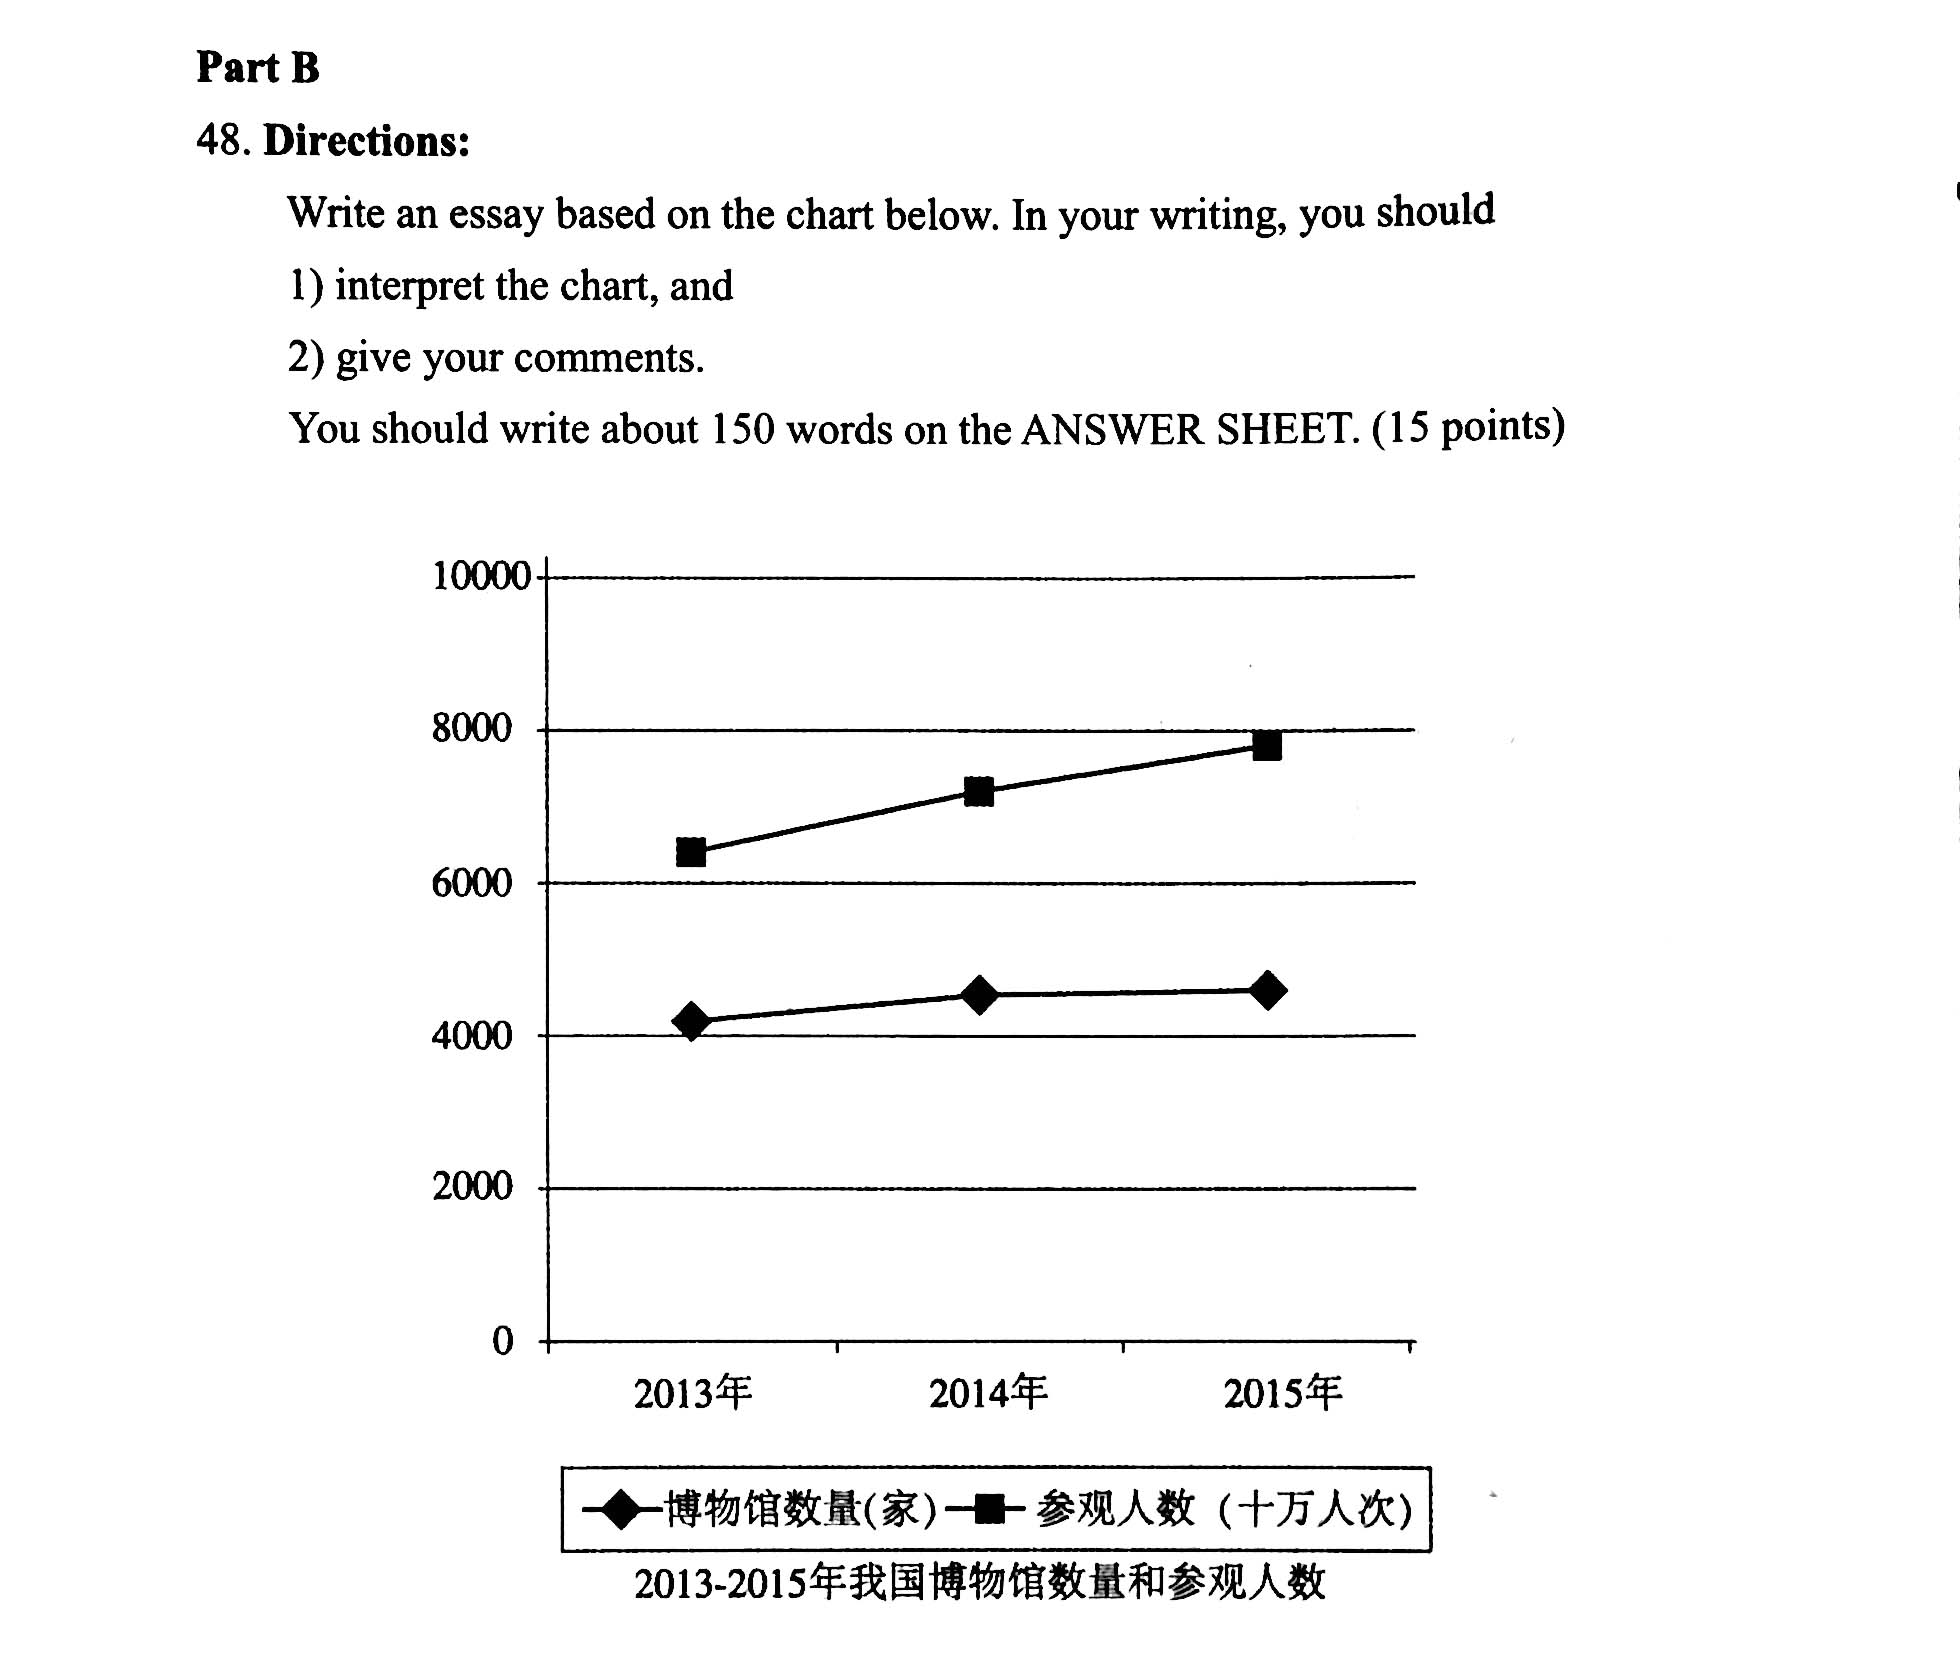 Part B
48. Directions:
Write an essay based on the chart below. In your writing, you should
1) interpret the chart, and
2) give your comments.
You should write about 150 words on the ANSWER SHEET. (15 points)
10000
8000
6000
4000
2000
0
2013年 2014年 2015年
博物馆数量(家) 参观人数 (十万人次)
2013-2015年我国博物馆数量和参观人数